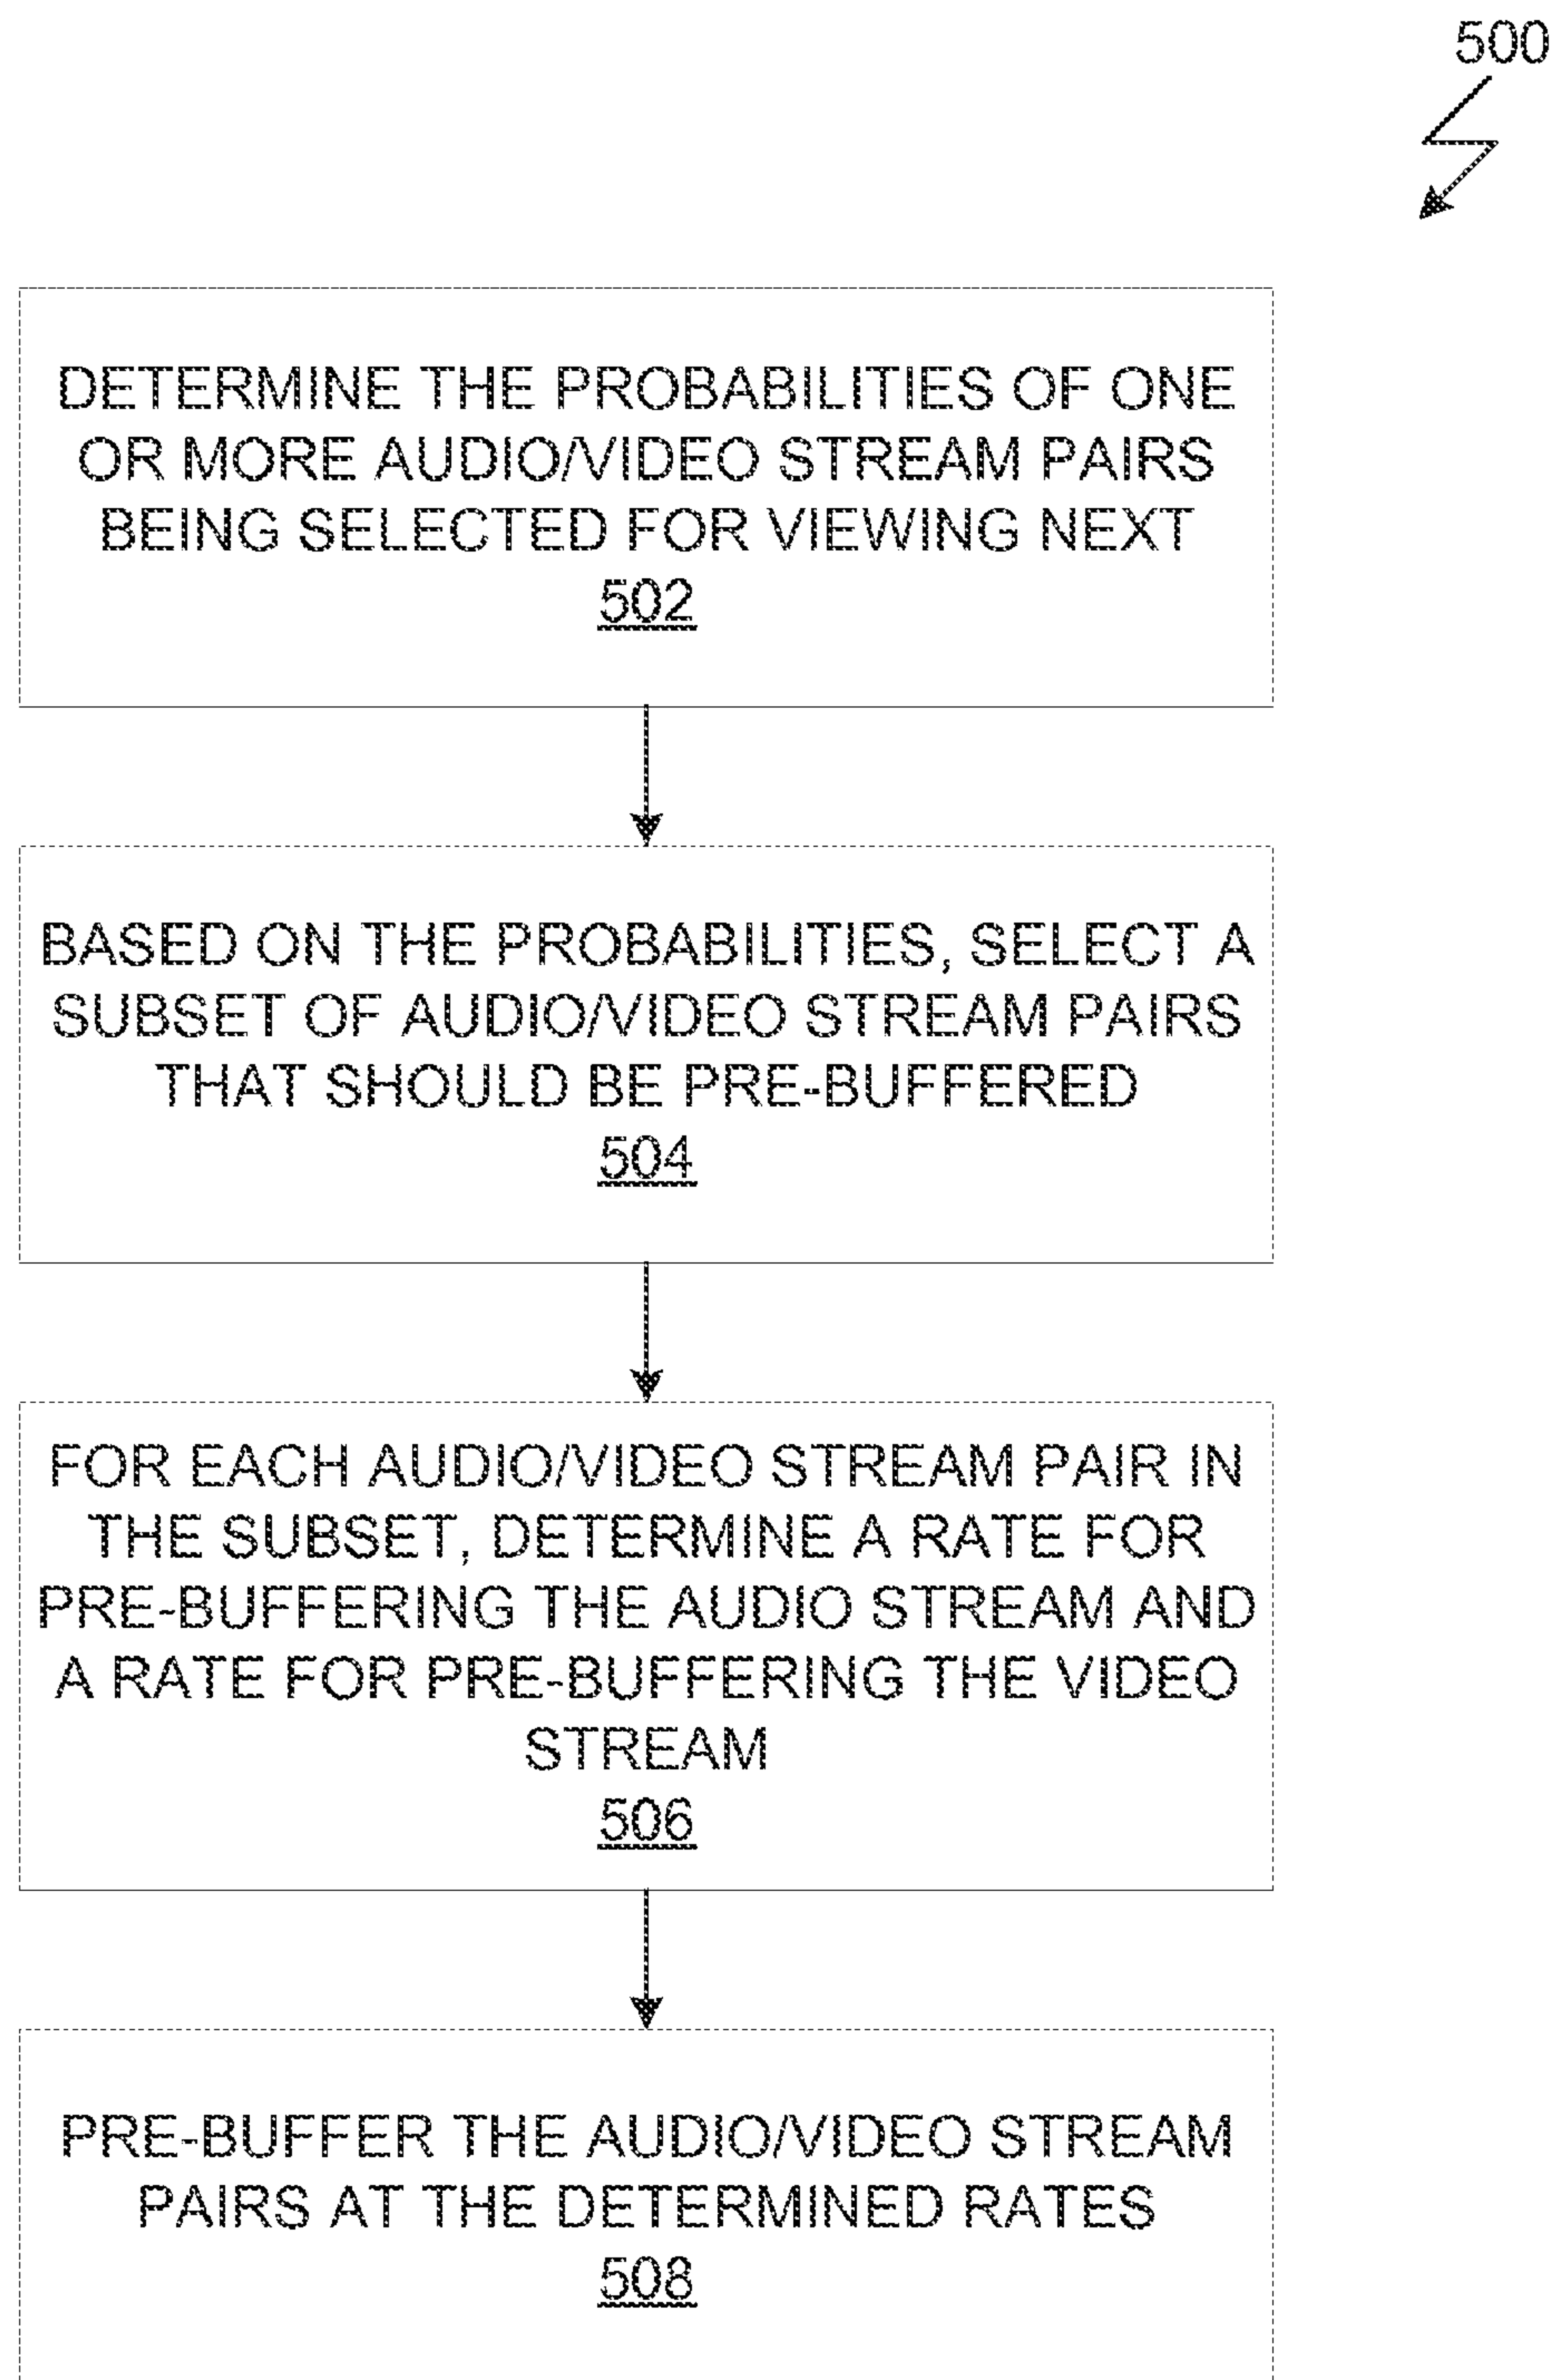 500
DETERMINE THE PROBABILITIES OF ONE
OR MORE AUDIO/VIDEO STREAM PAIRS
BEING SELECTED FOR VIEWING NEXT
502
BASED ON THE PROBABILITIES, SELECT A
SUBSET OF AUDIO/VIDEO STREAM PAIRS
THAT SHOULD BE PRE-BUFFERED
504
FOR EACH AUDIO/VIDEO STREAM PAIR IN
THE SUBSET, DETERMINE A RATE FOR
PRE-BUFFERING THE AUDIO STREAM AND
A RATE FOR PRE-BUFFERING THE VIDEO
STREAM
506
PRE-BUFFER THE AUDIO/VIDEO STREAM
PAIRS AT THE DETERMINED RATES
508